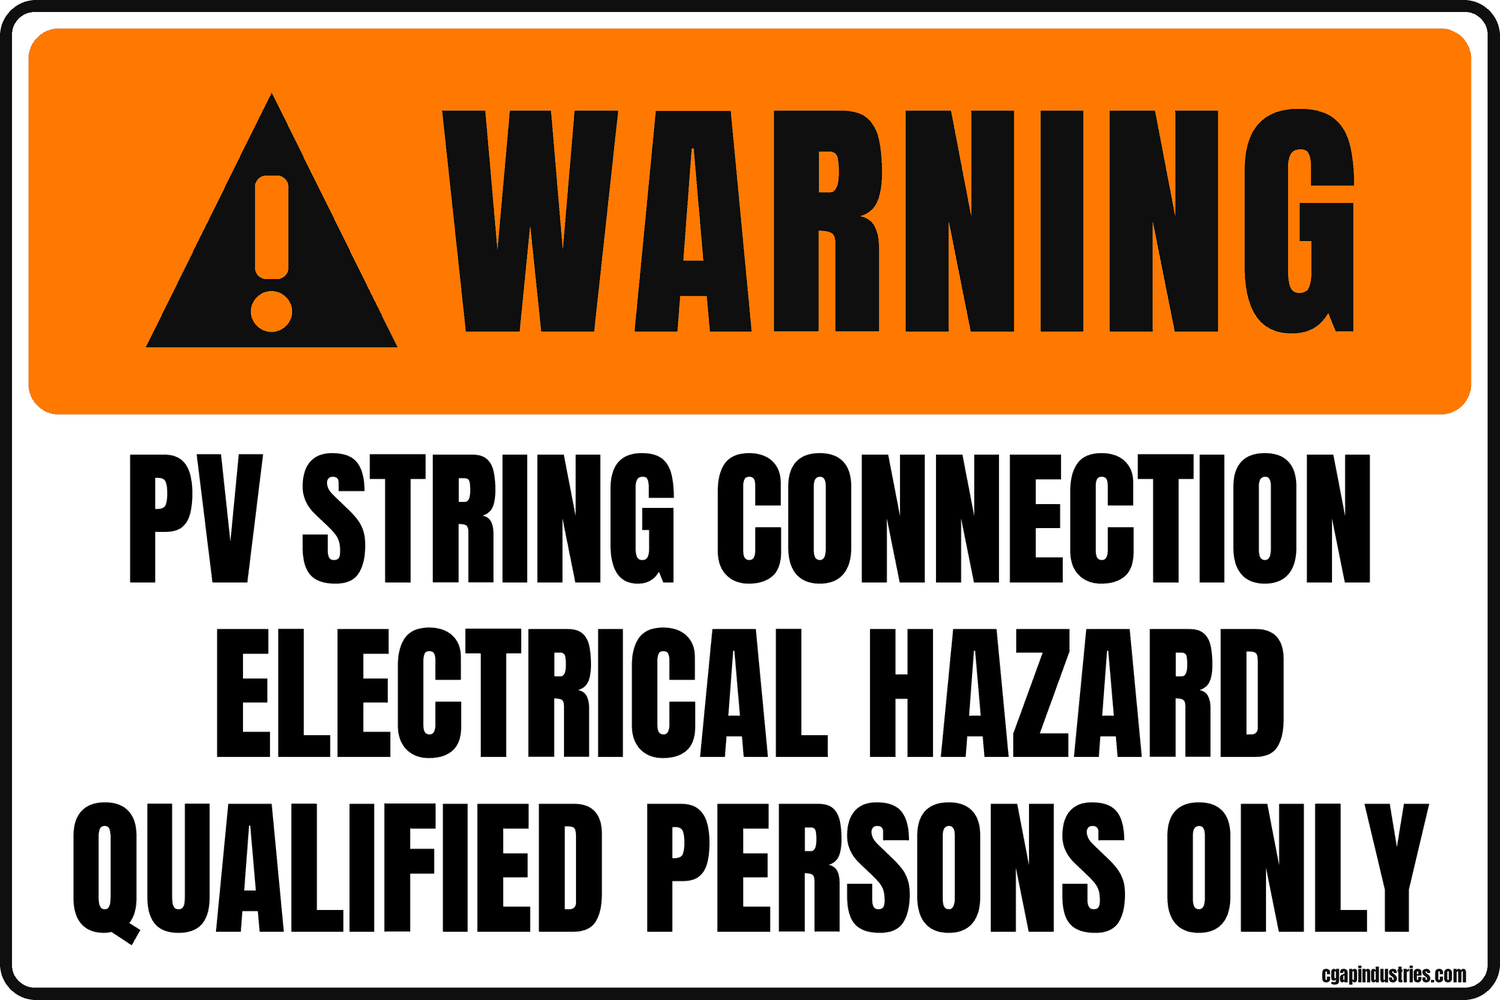 WARNING
PV STRING CONNECTION
ELECTRICAL HAZARD
QUALIFIED PERSONS ONLY
cgapindustries.com